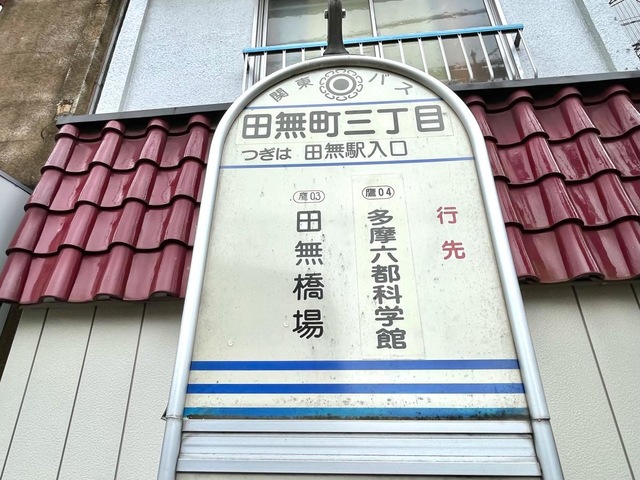 関東バス
田無町三丁目
つぎは 田無駅入口
行先
鷹04
多摩六都科学館
鷹03
田無橋場